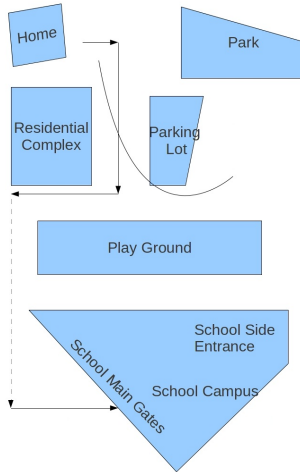 Home
Park
Residential
Complex
Parking
Lot
Play Ground
School Side
Entrance
School Main Gates
School Campus